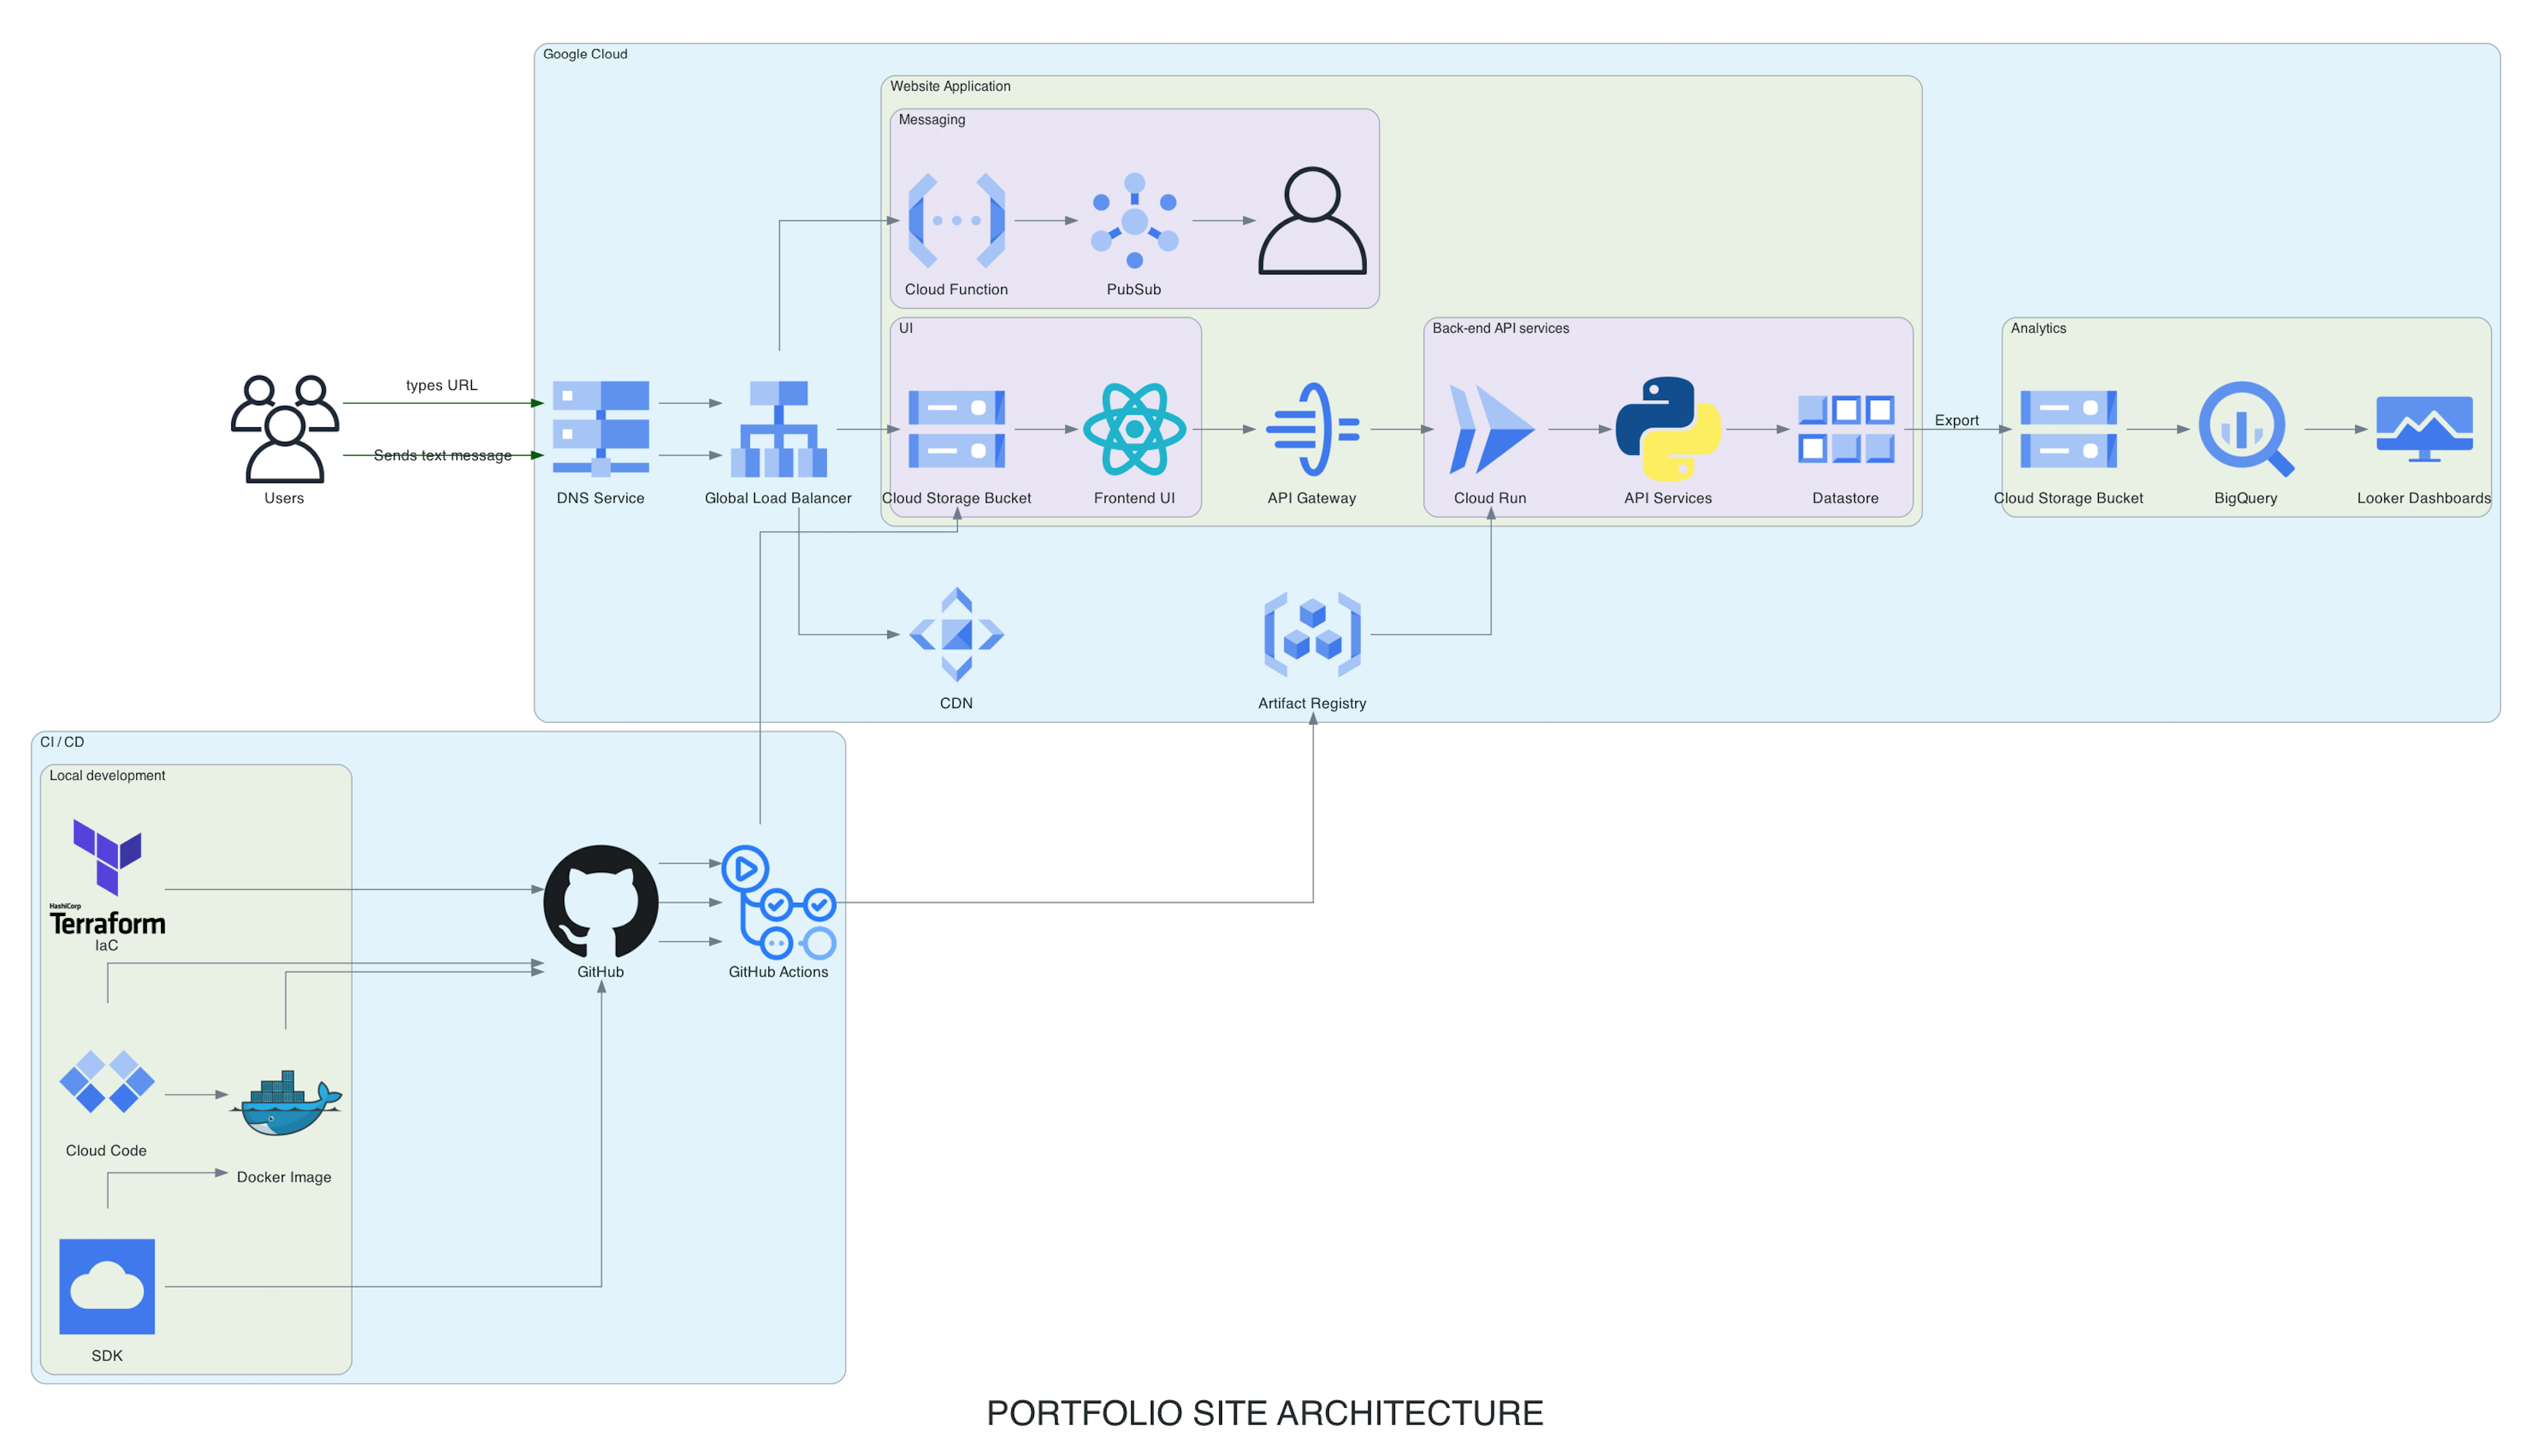 Google Cloud
Website Application
Messaging
Cloud Function
PubSub
UI
Back-end API services
Analytics
types URL
Sends text message
Export
Users
DNS Service
Global Load Balancer
Cloud Storage Bucket
Frontend UI
API Gateway
Cloud Run
API Services
Datastore
Cloud Storage Bucket
BigQuery
Looker Dashboards
CDN
Artifact Registry
CI / CD
Local development
HashiCorp
Terraform
IaC
GitHub
GitHub Actions
Cloud Code
Docker Image
SDK
PORTFOLIO SITE ARCHITECTURE